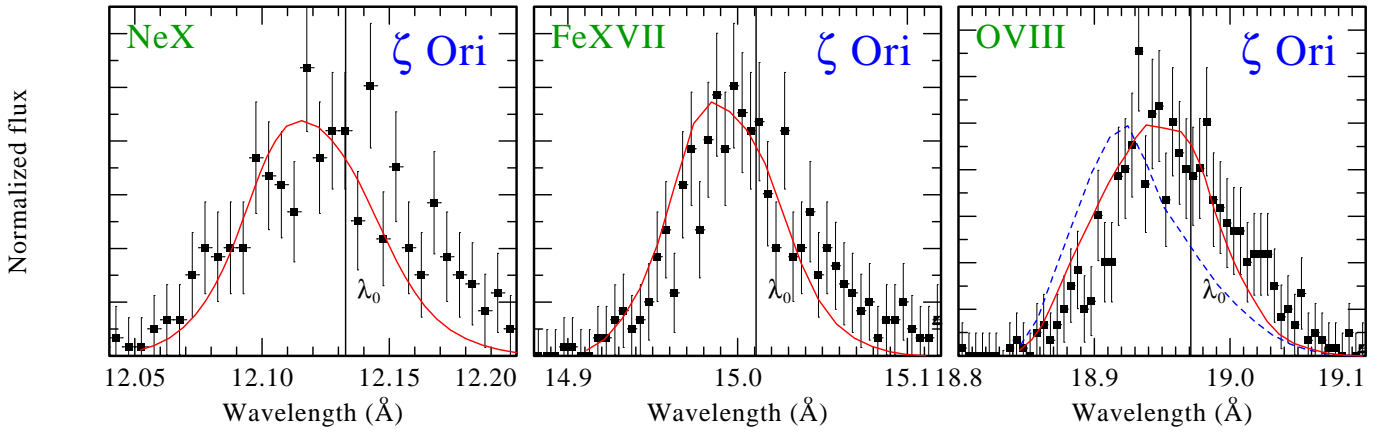 NeX
ζ Ori
FeXVII
ζ Ori
OVIII
ζ Ori
Normalized flux
λ0
λ0
λ0
12.05 12.10 12.15 12.20
14.9 15.0 15.1
18.8 18.9 19.0 19.1
Wavelength (Å)
Wavelength (Å)
Wavelength (Å)